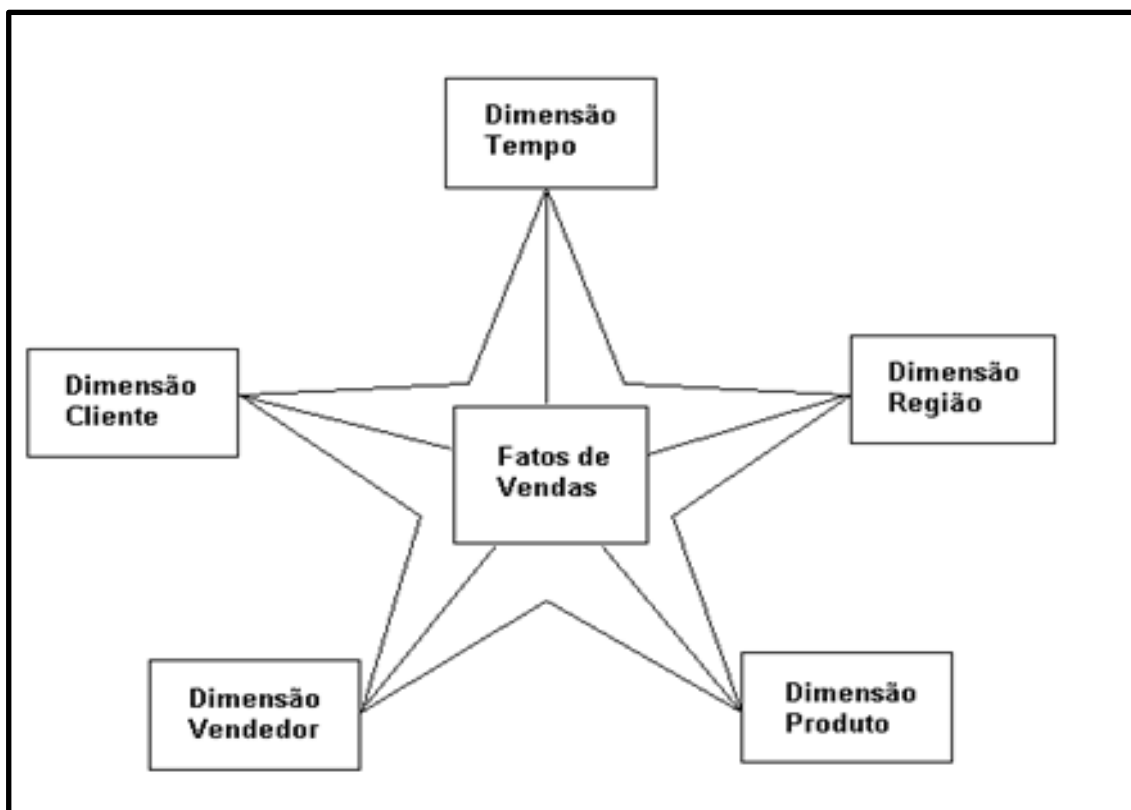 Dimensão
Tempo
Dimensão
Cliente
Dimensão
Região
Fatos de
Vendas
Dimensão
Vendedor
Dimensão
Produto